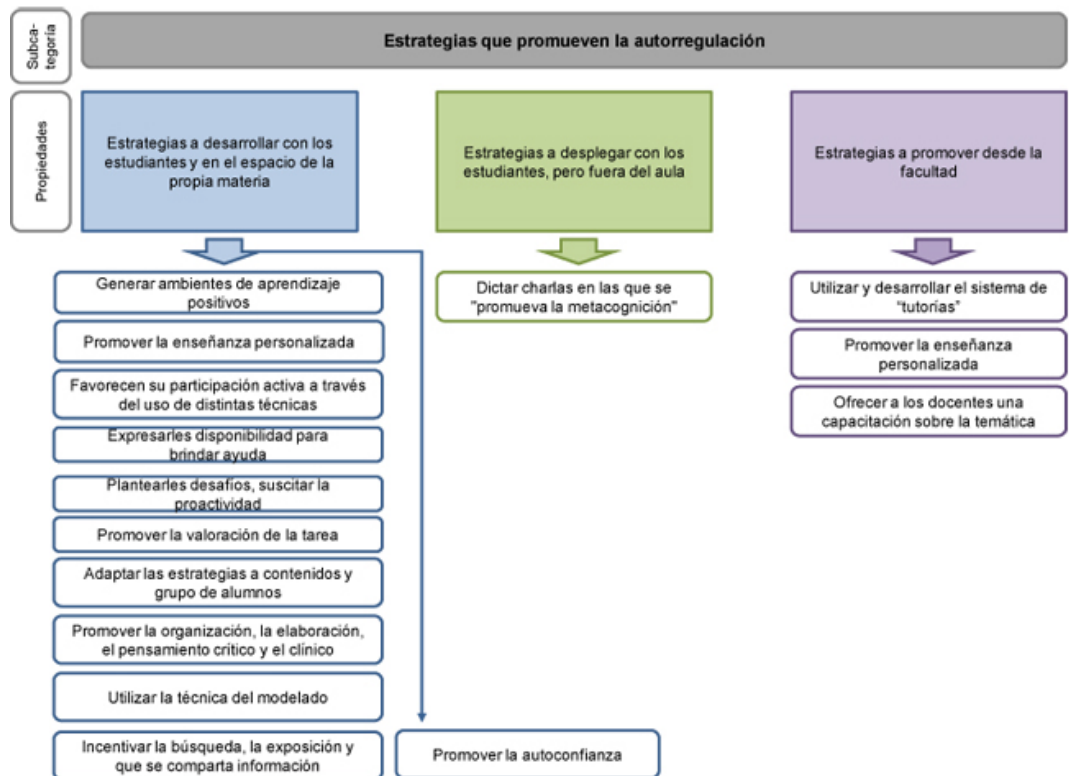 Subca-
tegoría
Estrategias que promueven la autorregulación
Propiedades
Estrategias a desarrollar con los
estudiantes y en el espacio de la
propia materia
Estrategias a desplegar con los
estudiantes, pero fuera del aula
Estrategias a promover desde la
facultad
Generar ambientes de aprendizaje
positivos
Promover la enseñanza personalizada
Favorecen su participación activa a través
del uso de distintas técnicas
Expresarles disponibilidad para
brindar ayuda
Plantearles desafíos, suscitar la
proactividad
Promover la valoración de la tarea
Adaptar las estrategias a contenidos y
grupo de alumnos
Promover la organización, la elaboración,
el pensamiento crítico y el clínico
Utilizar la técnica del modelado
Incentivar la búsqueda, la exposición y
que se comparta información
Promover la autoconfianza
Dictar charlas en las que se
"promueva la metacognición"
Utilizar y desarrollar el sistema de
“tutorías”
Promover la enseñanza
personalizada
Ofrecer a los docentes una
capacitación sobre la temática